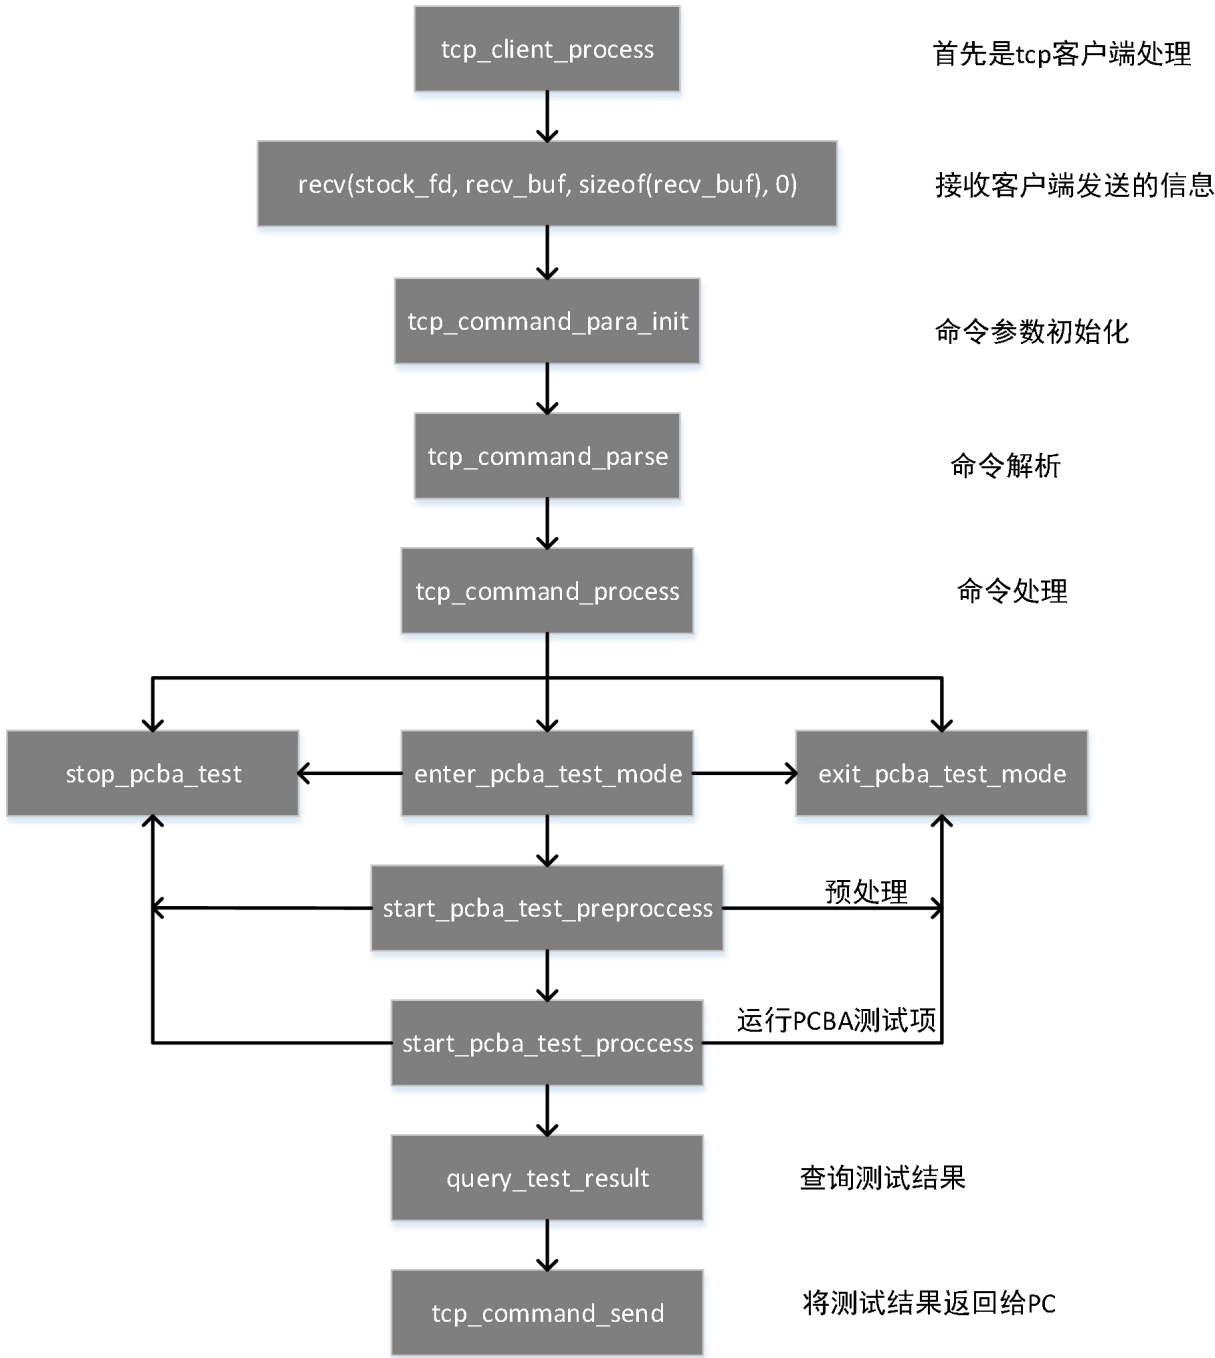 tcp_client_process
首先是tcp客户端处理
recv(stock_fd, recv_buf, sizeof(recv_buf), 0)
接收客户端发送的信息
tcp_command_para_init
命令参数初始化
tcp_command_parse
命令解析
tcp_command_process
命令处理
stop_pcba_test
enter_pcba_test_mode
exit_pcba_test_mode
start_pcba_test_preproccess
预处理
start_pcba_test_proccess
运行PCBA测试项
query_test_result
查询测试结果
tcp_command_send
将测试结果返回给PC